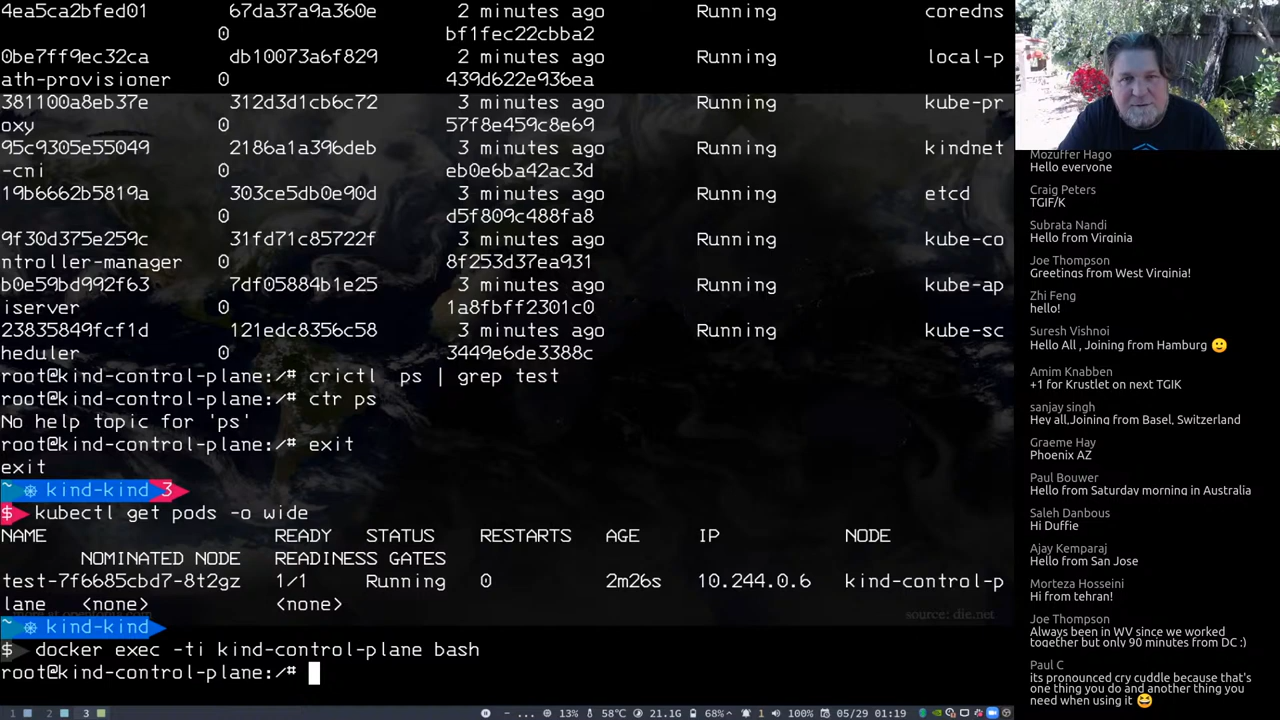 4ea5ca2bfed01 67da37a9a360e 2 minutes ago Running coredns
0 bf1fec22cbba2
0be7ff9ec32ca db10073a6f829 2 minutes ago Running local-p
ath-provisioner 0 439d622e936ea
381100a8eb37e 312d3d1cb6c72 3 minutes ago Running kube-pr
oxy 0 57f8e459c8e69
95c9305e55049 2186a1a396deb 3 minutes ago Running kindnet
-cni 0 eb0e6ba42ac3d
19b6662b5819a 303ce5db0e90d 3 minutes ago Running etcd
0 d5f809c488fa8
9f30d375e259c 31fd71c85722f 3 minutes ago Running kube-co
ntroller-manager 0 8f253d37ea931
b0e59bd992f63 7df05884b1e25 3 minutes ago Running kube-ap
iserver 0 1a8fbff2301c0
23835849fcf1d 121edc8356c58 3 minutes ago Running kube-sc
heduler 0 3449e6de3388c
root@kind-control-plane:/# crictl ps | grep test
root@kind-control-plane:/# ctr ps
No help topic for 'ps'
root@kind-control-plane:/# exit
exit
~ ⎈ kind-kind 3
$ kubectl get pods -o wide
NAME READY STATUS RESTARTS AGE IP NODE
NOMINATED NODE READINESS GATES
test-7f6685cbd7-8t2gz 1/1 Running 0 2m26s 10.244.0.6 kind-control-p
lane <none> <none>
source: die.net
~ ⎈ kind-kind
$ docker exec -ti kind-control-plane bash
root@kind-control-plane:/#
1 2 3
- ... 13% 58°C 21.1G 68% 1 100% 05/29 01:19
Mozuffer Hago
Hello everyone
Craig Peters
TGIF/K
Subrata Nandi
Hello from Virginia
Joe Thompson
Greetings from West Virginia!
Zhi Feng
hello!
Suresh Vishnoi
Hello All , Joining from Hamburg 🙂
Amim Knabben
+1 for Krustlet on next TGIK
sanjay singh
Hey all,Joining from Basel, Switzerland
Graeme Hay
Phoenix AZ
Paul Bouwer
Hello from Saturday morning in Australia
Saleh Danbous
Hi Duffie
Ajay Kemparaj
Hello from San Jose
Morteza Hosseini
Hi from tehran!
Joe Thompson
Always been in WV since we worked
together but only 90 minutes from DC :)
Paul C
its pronounced cry cuddle because that's
one thing you do and another thing you
need when using it 😆